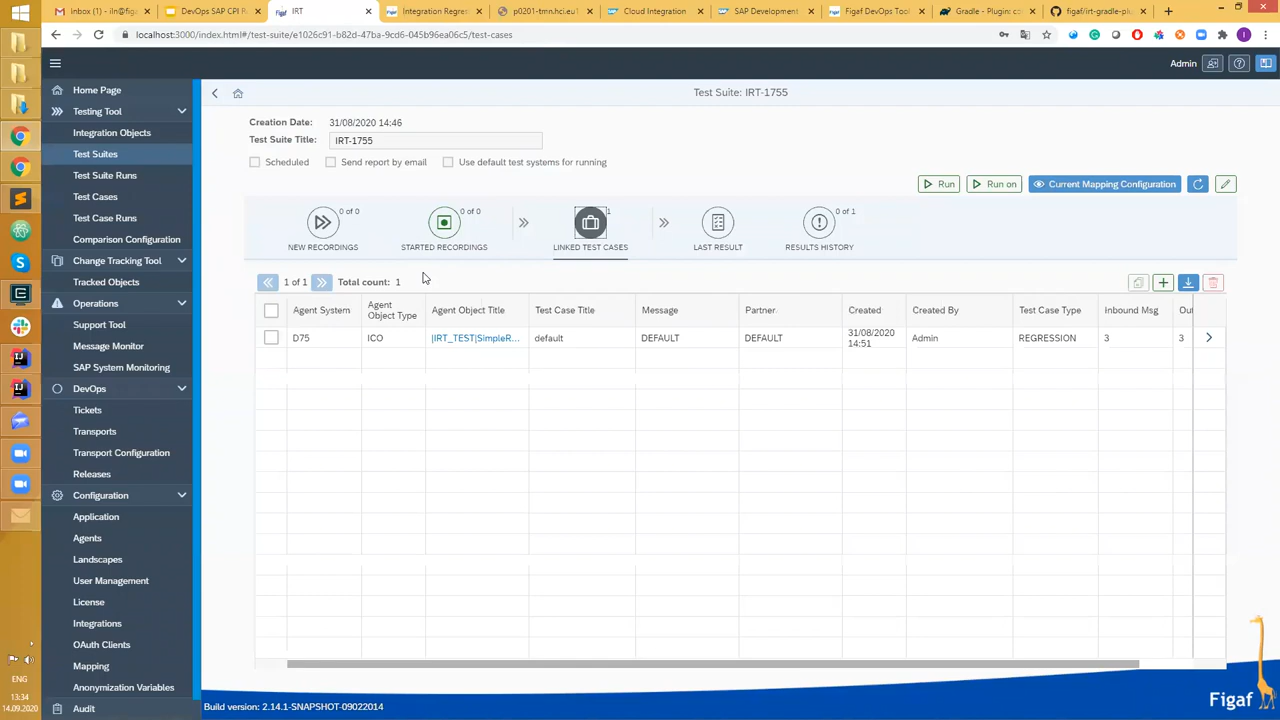 Inbox (1) - iln@figa
DevOps SAP CPI R
IRT
Integration Regres
p0201-tmn.hci.eu1
Cloud Integration
SAP Development
Figaf DevOps Tool
Gradle - Plugin: co
figaf/irt-gradle-plu
localhost:3000/index.html#/test-suite/e1026c91-b82d-47ba-9cd6-045b96ea06c5/test-cases
Admin
Home Page
Testing Tool
Integration Objects
Test Suites
Test Suite Runs
Test Cases
Test Case Runs
Comparison Configuration
Change Tracking Tool
Tracked Objects
Operations
Support Tool
Message Monitor
SAP System Monitoring
DevOps
Tickets
Transports
Transport Configuration
Releases
Configuration
Application
Agents
Landscapes
User Management
License
Integrations
OAuth Clients
Mapping
Anonymization Variables
Audit
Test Suite: IRT-1755
Creation Date: 31/08/2020 14:46
Test Suite Title: IRT-1755
Scheduled Send report by email Use default test systems for running
Run Run on Current Mapping Configuration
0 of 0 0 of 0 1 0 of 1
NEW RECORDINGS STARTED RECORDINGS LINKED TEST CASES LAST RESULT RESULTS HISTORY
1 of 1 Total count: 1
Agent System Agent Object Type Agent Object Title Test Case Title Message Partner Created Created By Test Case Type Inbound Msg Ou
D75 ICO |IRT_TEST|SimpleR... default DEFAULT DEFAULT 31/08/2020 14:51 Admin REGRESSION 3 3
Build version: 2.14.1-SNAPSHOT-09022014
Figaf
ENG
13:34
14.09.2020